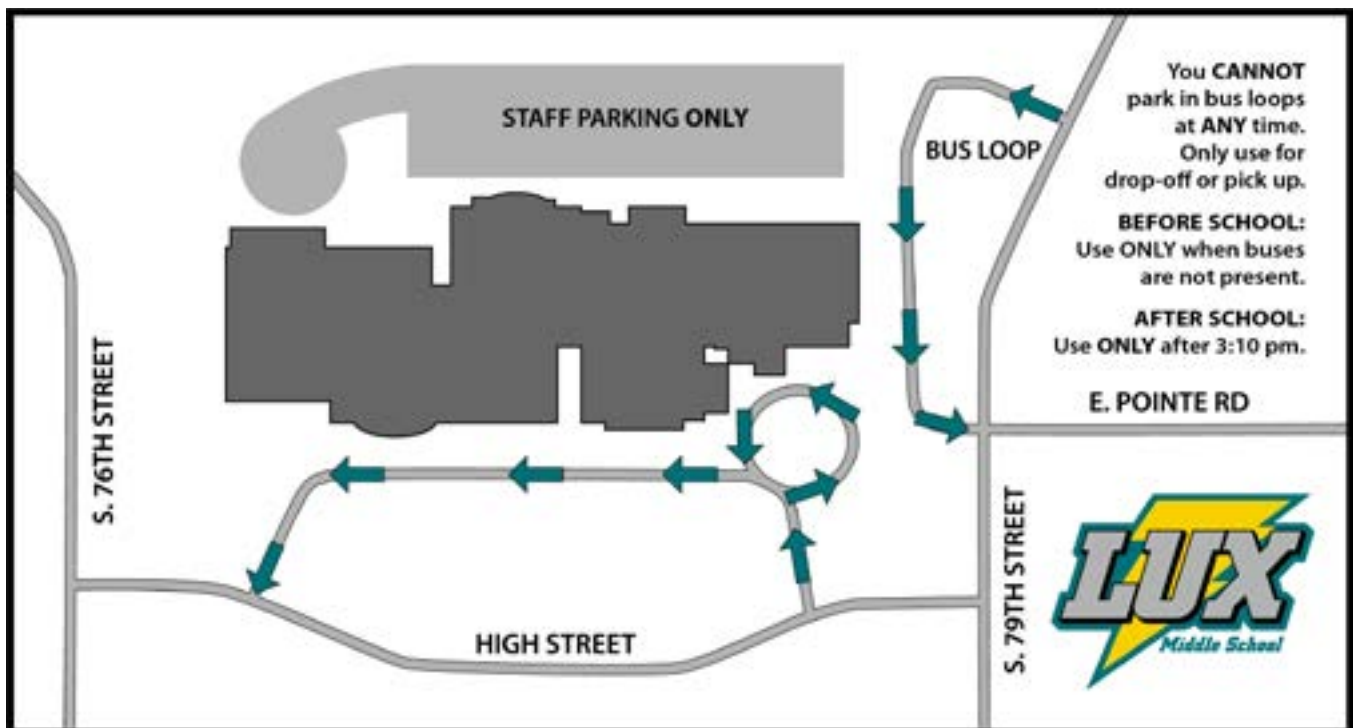 STAFF PARKING ONLY
BUS LOOP
You CANNOT
park in bus loops
at ANY time.
Only use for
drop-off or pick up.
BEFORE SCHOOL:
Use ONLY when buses
are not present.
AFTER SCHOOL:
Use ONLY after 3:10 pm.
E. POINTE RD
S. 76TH STREET
S. 79TH STREET
HIGH STREET
LUX
Middle School